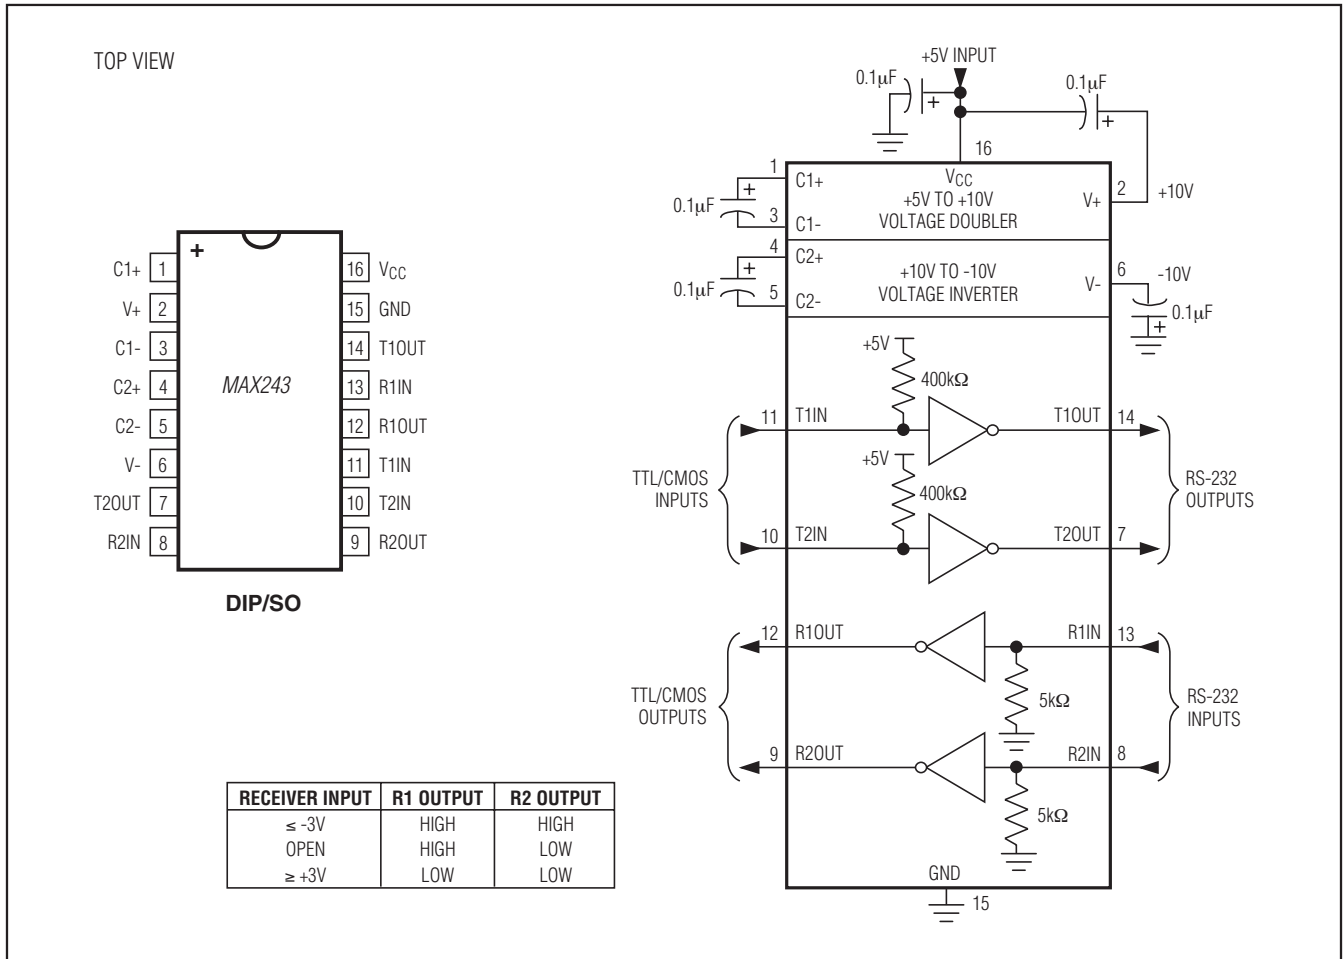 TOP VIEW
+
MAX243
C1+ 1
V+ 2
C1- 3
C2+ 4
C2- 5
V- 6
T2OUT 7
R2IN 8
16 VCC
15 GND
14 T1OUT
13 R1IN
12 R1OUT
11 T1IN
10 T2IN
9 R2OUT
DIP/SO
RECEIVER INPUT R1 OUTPUT R2 OUTPUT
≤ -3V HIGH HIGH
OPEN HIGH LOW
≥ +3V LOW LOW
+5V INPUT
0.1µF
+
0.1µF
+
16
VCC
+5V TO +10V
VOLTAGE DOUBLER
1
C1+
+
0.1µF
3
C1-
V+
2
+10V
4
C2+
+
0.1µF
5
C2-
+10V TO -10V
VOLTAGE INVERTER
V-
6
-10V
0.1µF
+
+5V
400kΩ
11
T1IN
T1OUT
14
+5V
400kΩ
TTL/CMOS
INPUTS
RS-232
OUTPUTS
10
T2IN
T2OUT
7
12
R1OUT
R1IN
13
5kΩ
TTL/CMOS
OUTPUTS
RS-232
INPUTS
9
R2OUT
R2IN
8
5kΩ
GND
15